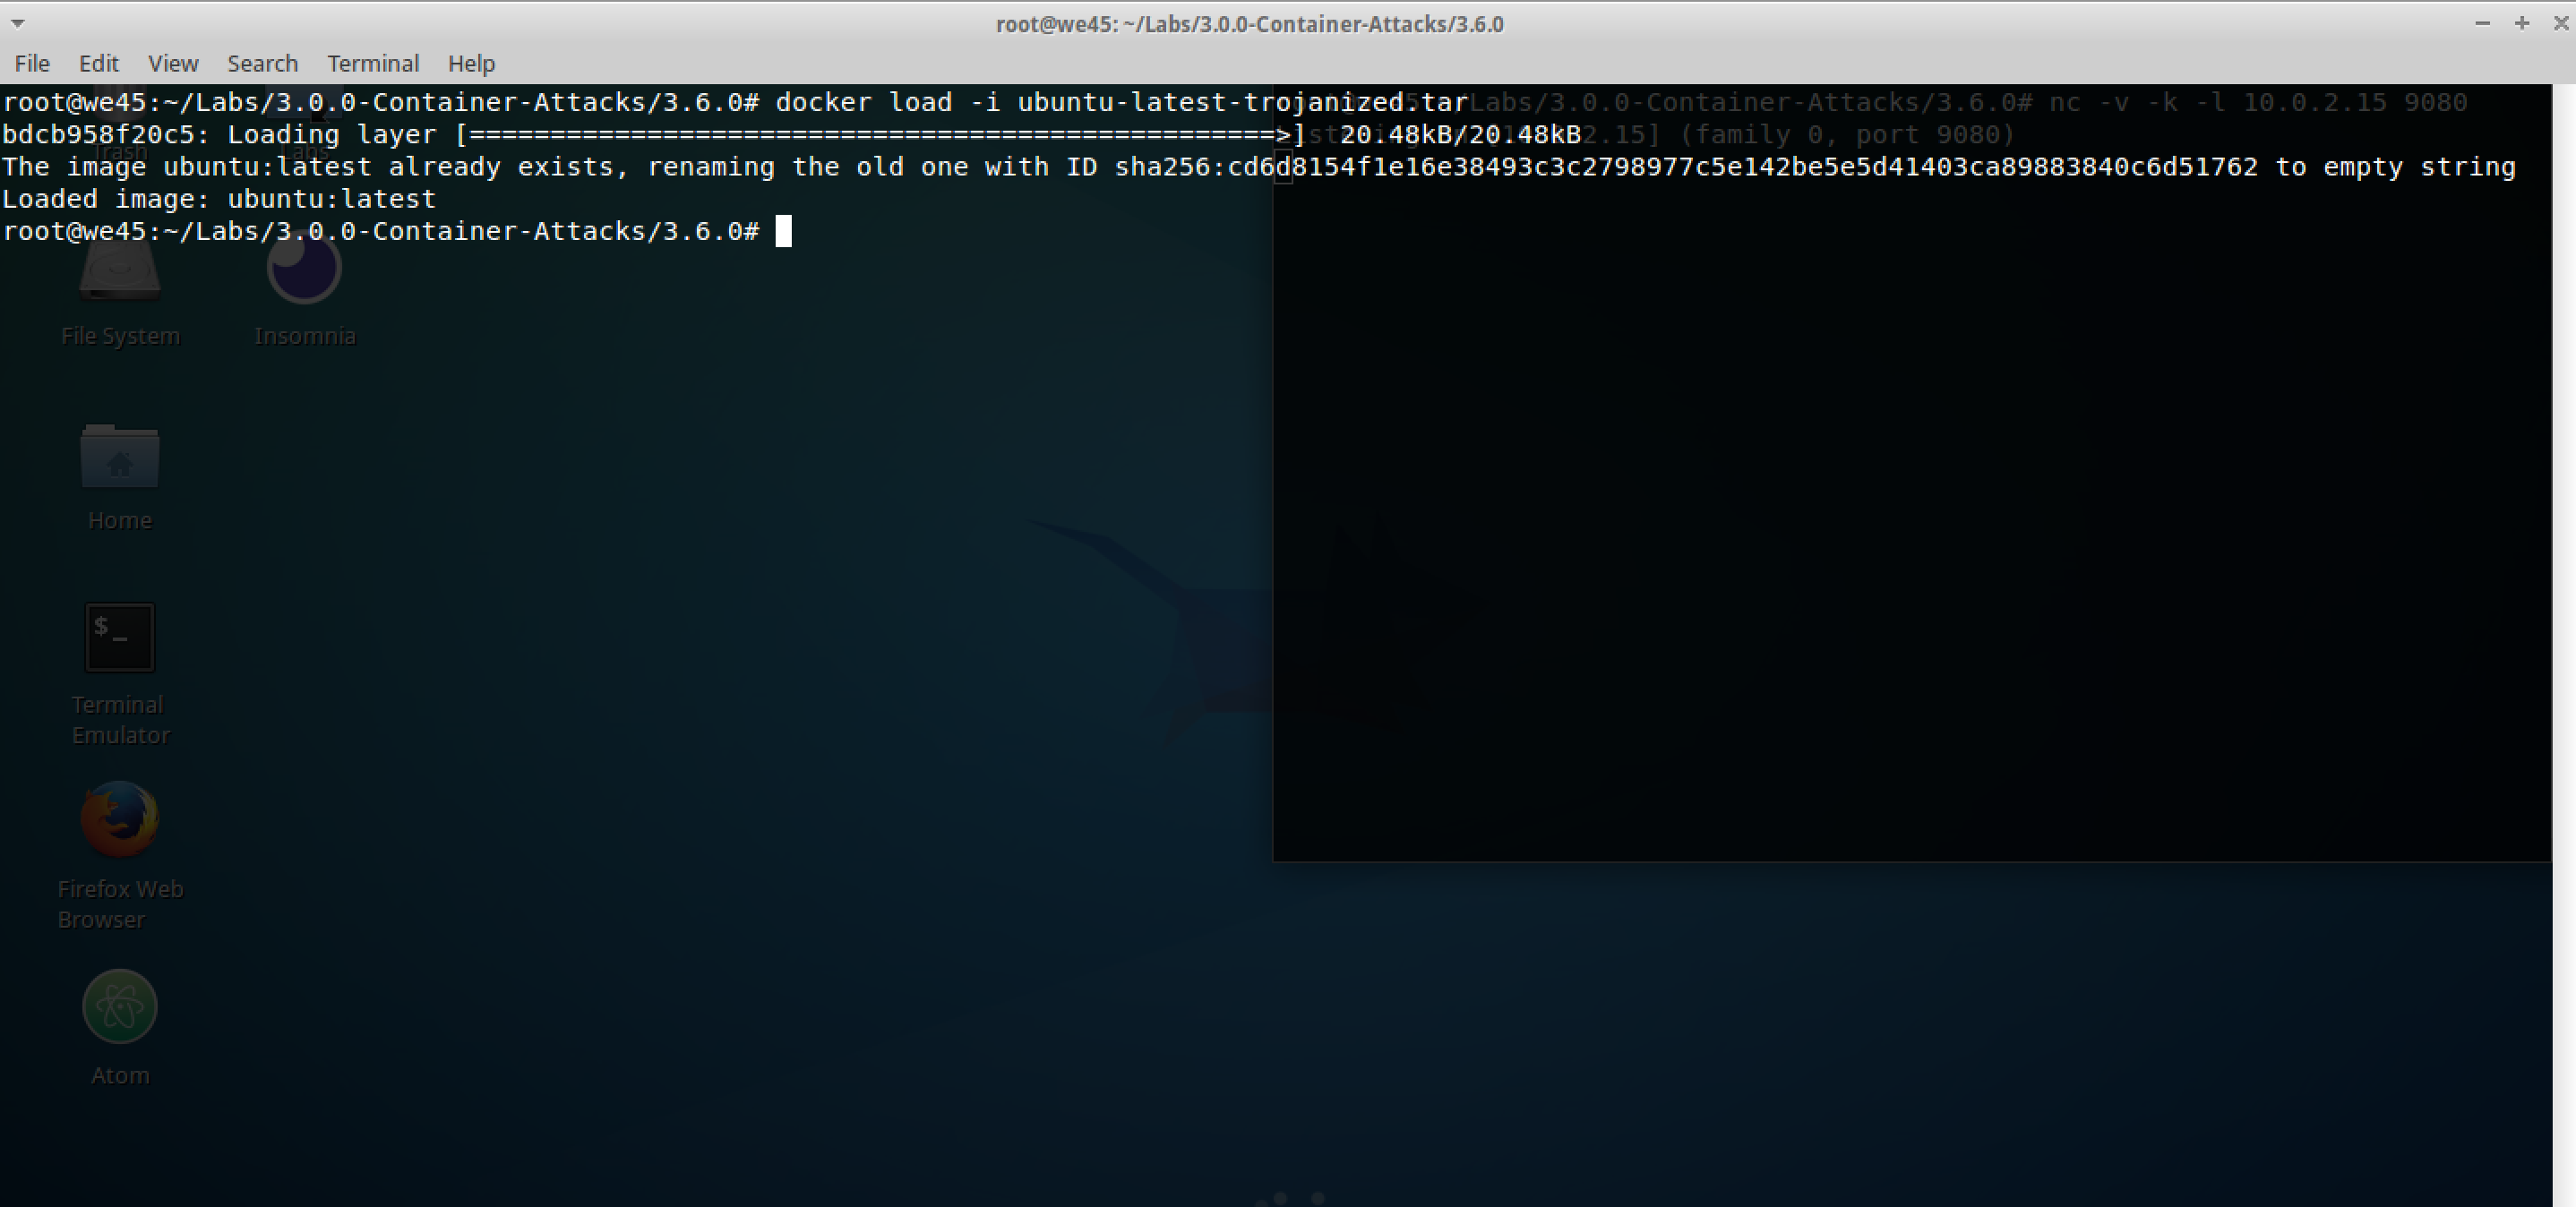 root@we45: ~/Labs/3.0.0-Container-Attacks/3.6.0
File Edit View Search Terminal Help
root@we45:~/Labs/3.0.0-Container-Attacks/3.6.0# docker load -i ubuntu-latest-trojanized.tar
bdcb958f20c5: Loading layer [==================================================>] 20.48kB/20.48kB
The image ubuntu:latest already exists, renaming the old one with ID sha256:cd6d8154f1e16e38493c3c2798977c5e142be5e5d41403ca89883840c6d51762 to empty string
Loaded image: ubuntu:latest
root@we45:~/Labs/3.0.0-Container-Attacks/3.6.0#
/Labs/3.0.0-Container-Attacks/3.6.0# nc -v -k -l 10.0.2.15 9080
2.15] (family 0, port 9080)
Trash
Labs
File System
Insomnia
Home
$_
Terminal
Emulator
Firefox Web
Browser
Atom